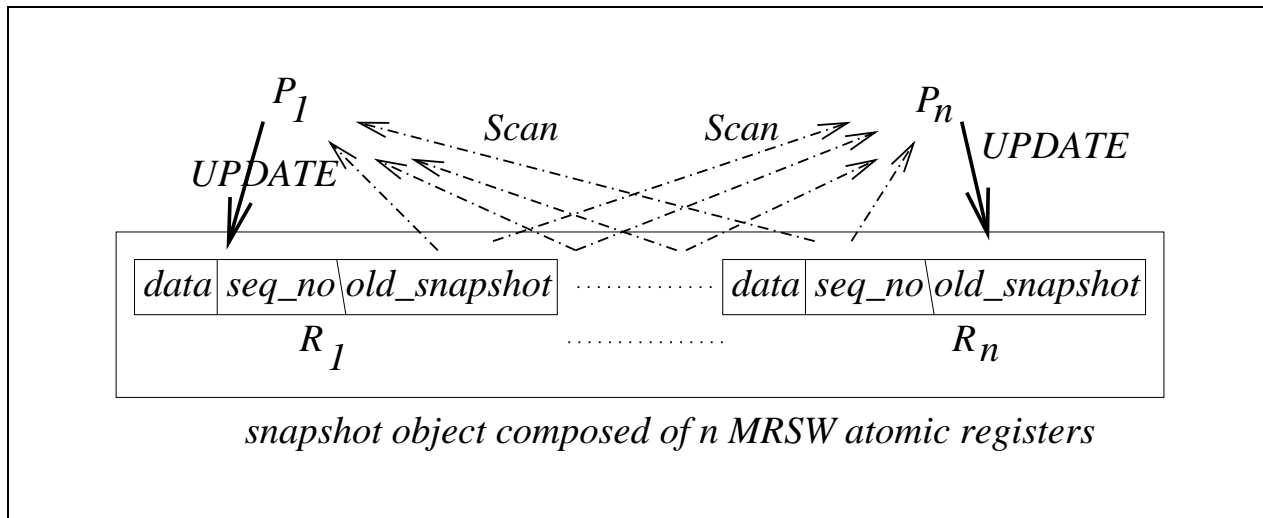 P1 Pn
Scan Scan
UPDATE UPDATE
data seq_no old_snapshot ................ data seq_no old_snapshot
R1 ................ Rn
snapshot object composed of n MRSW atomic registers